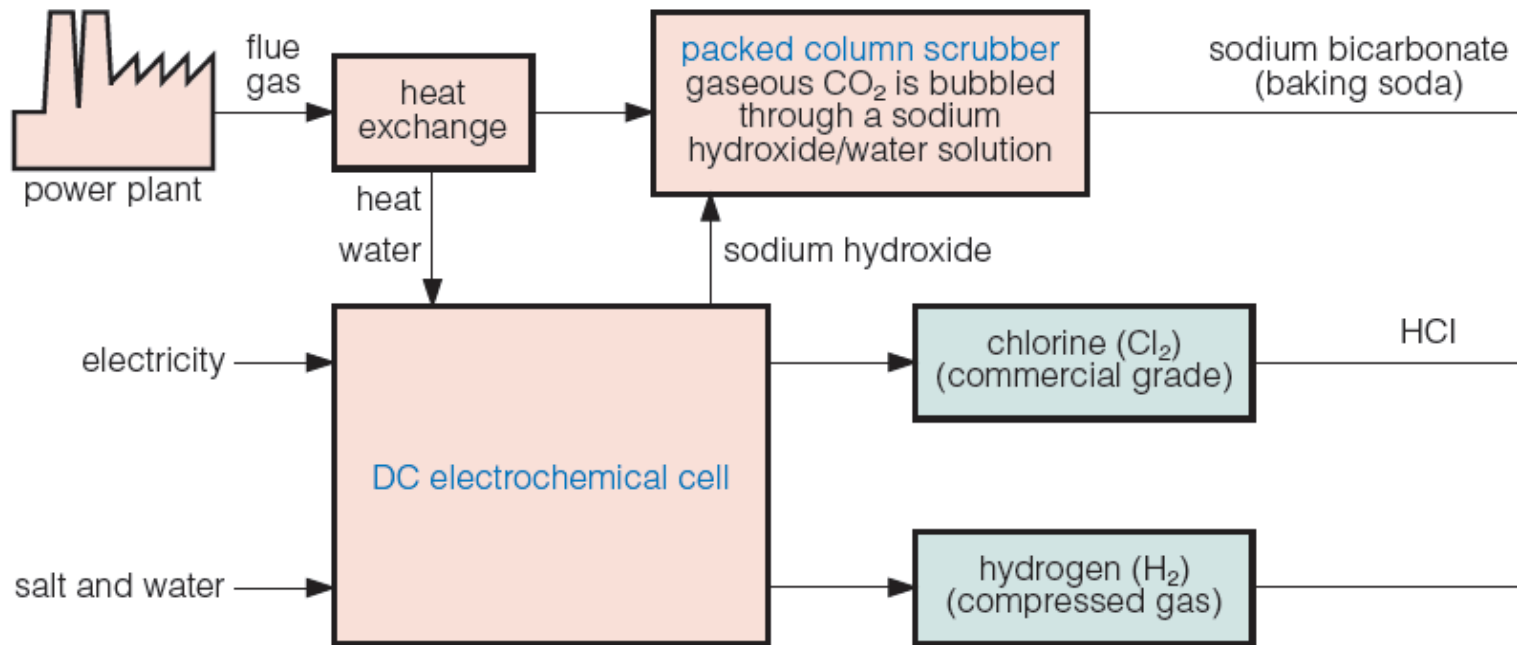 flue
gas
power plant
heat
exchange
packed column scrubber
gaseous CO₂ is bubbled
through a sodium
hydroxide/water solution
sodium bicarbonate
(baking soda)
heat
water
sodium hydroxide
electricity
salt and water
DC electrochemical cell
chlorine (Cl₂)
(commercial grade)
HCl
hydrogen (H₂)
(compressed gas)